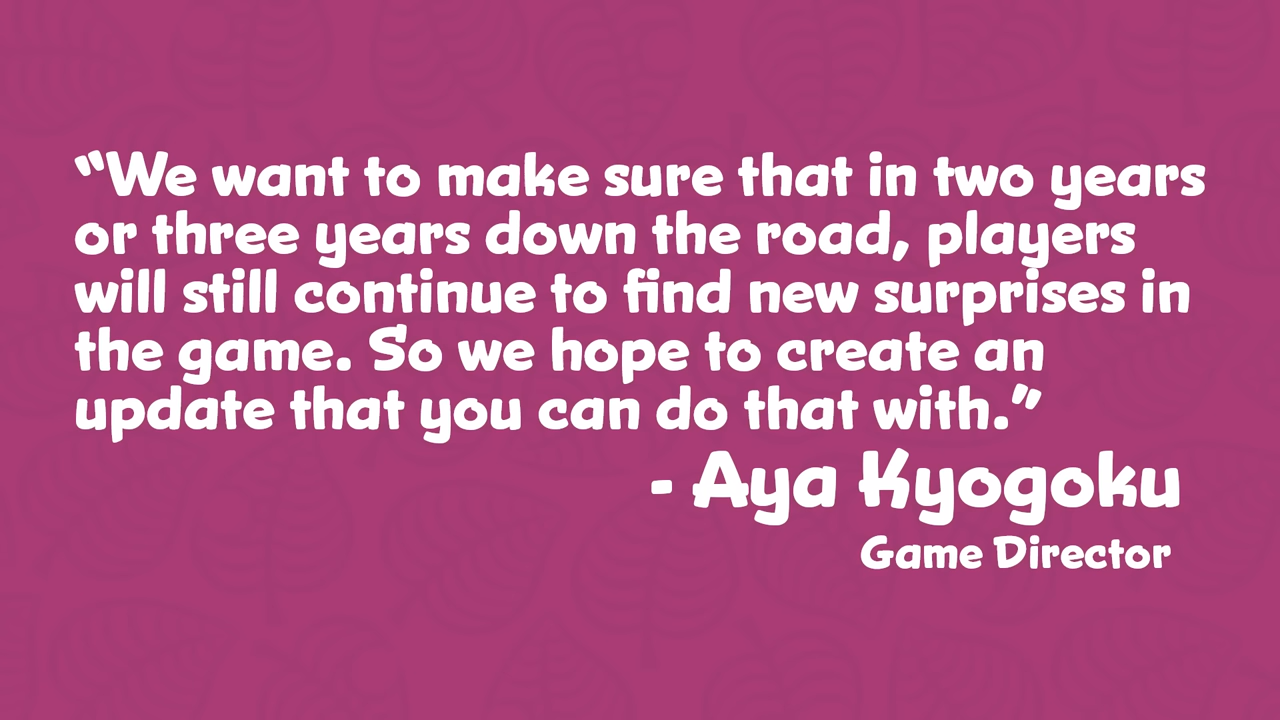 “We want to make sure that in two years
or three years down the road, players
will still continue to find new surprises in
the game. So we hope to create an
update that you can do that with.”
- Aya Kyogoku
Game Director